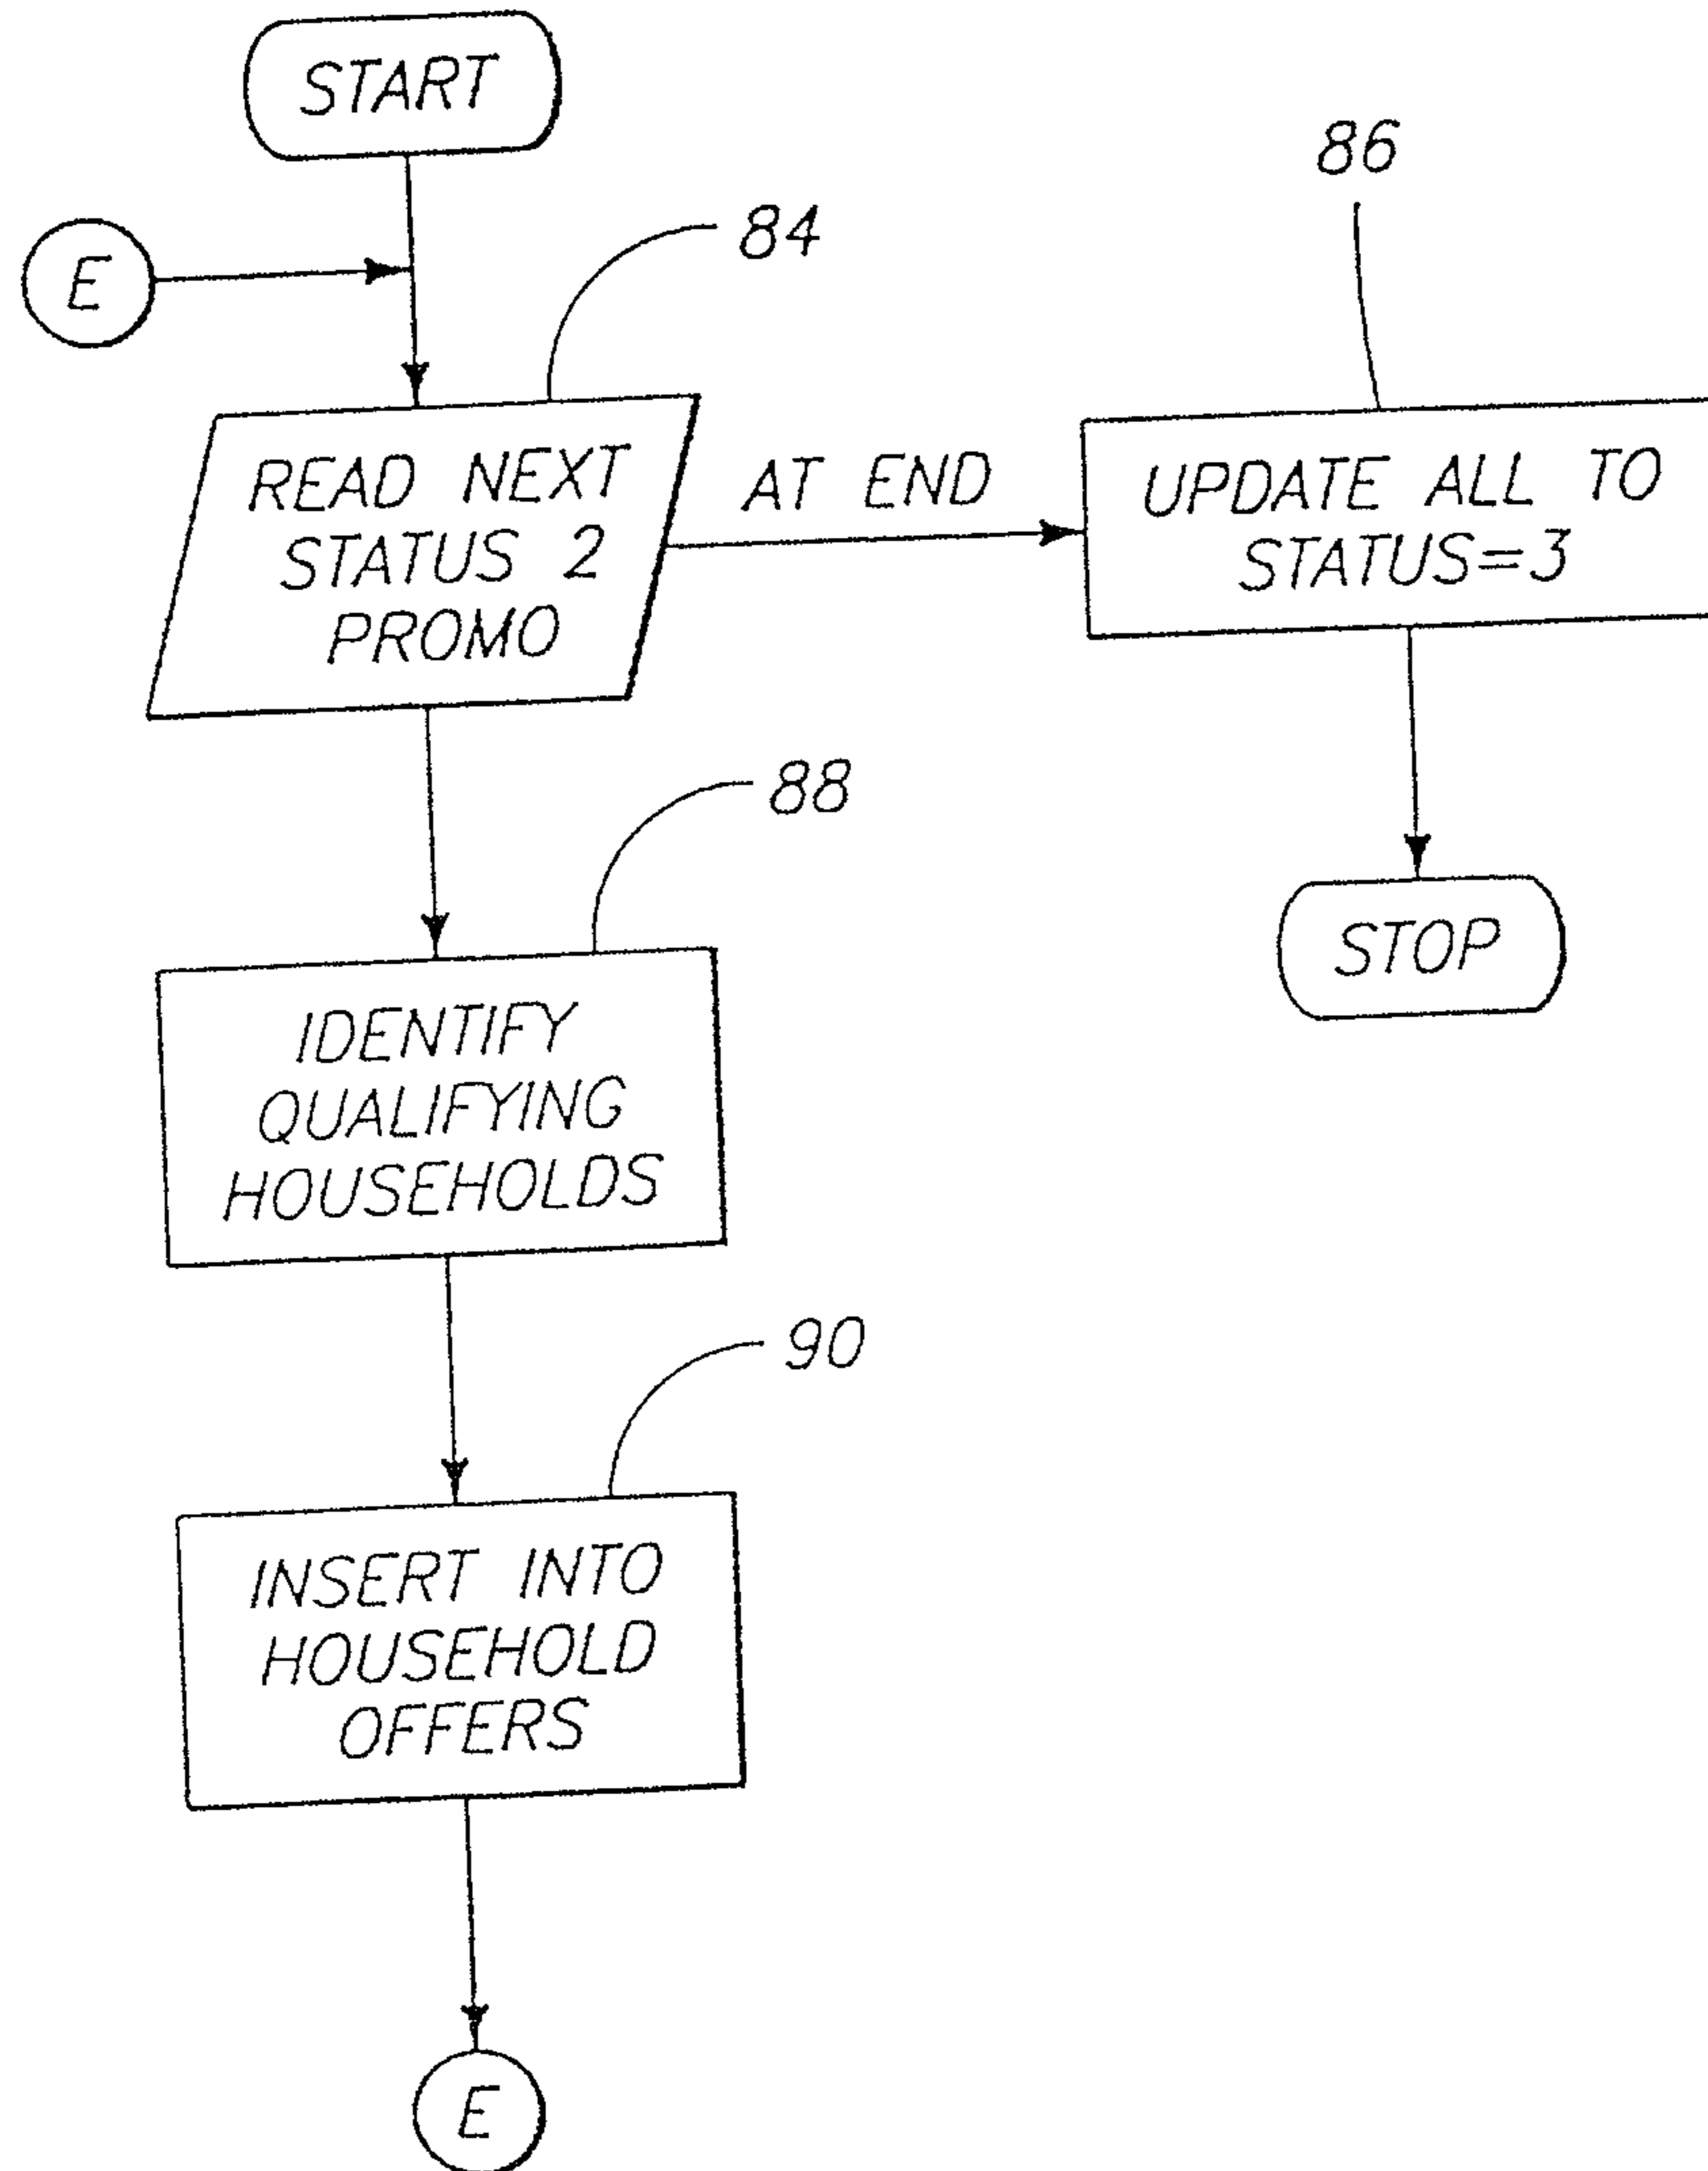 START
E
84
86
READ NEXT
STATUS 2
PROMO
AT END
UPDATE ALL TO
STATUS=3
88
STOP
IDENTIFY
QUALIFYING
HOUSEHOLDS
90
INSERT INTO
HOUSEHOLD
OFFERS
E